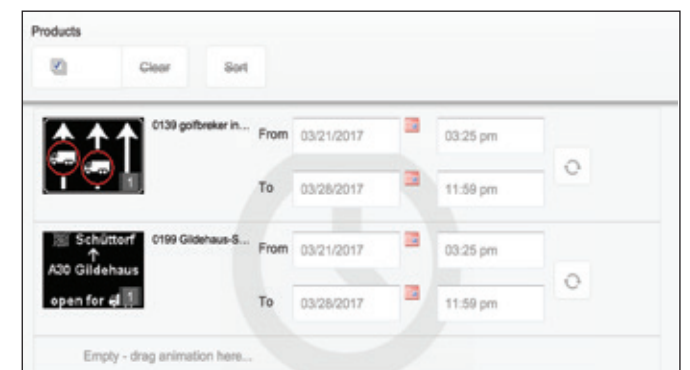 Products
Clear Sort
0139 golfbreker in... From 03/21/2017 03:25 pm
1
To 03/28/2017 11:59 pm
Schüttorf
A30 Gildehaus
open for
1
0199 Gildehaus-S... From 03/21/2017 03:25 pm
To 03/28/2017 11:59 pm
Empty - drag animation here...